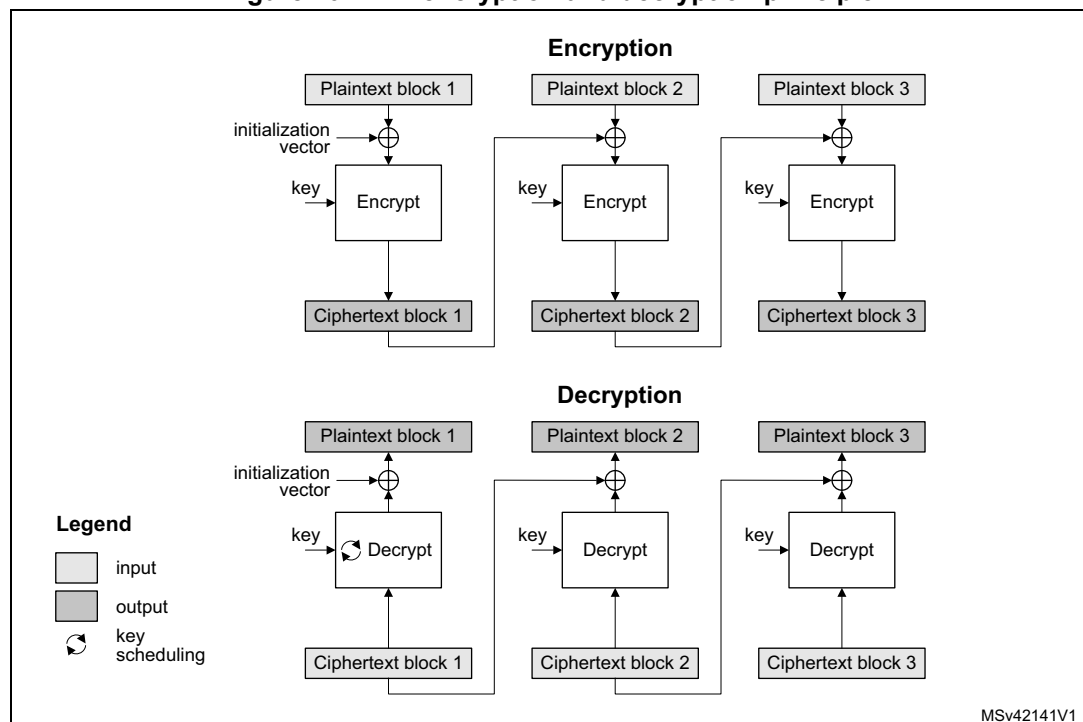 Encryption
Plaintext block 1 Plaintext block 2 Plaintext block 3
initialization
vector
key Encrypt key Encrypt key Encrypt
Ciphertext block 1 Ciphertext block 2 Ciphertext block 3
Decryption
Plaintext block 1 Plaintext block 2 Plaintext block 3
initialization
vector
key Decrypt key Decrypt key Decrypt
Ciphertext block 1 Ciphertext block 2 Ciphertext block 3
Legend
input
output
key
scheduling
MSv42141V1